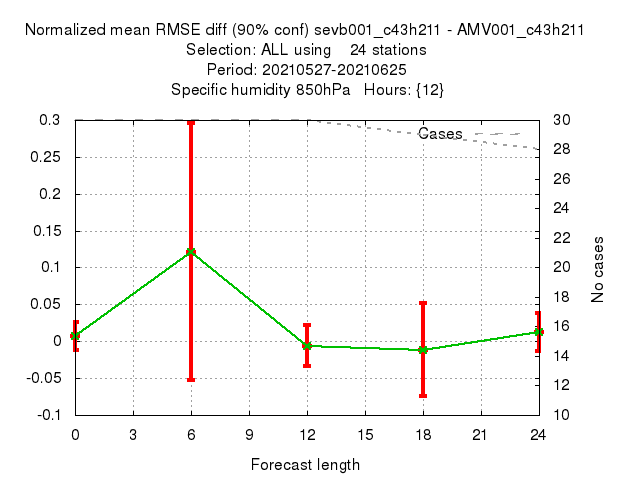 Normalized mean RMSE diff (90% conf) sevb001_c43h211 - AMV001_c43h211
Selection: ALL using    24 stations
Period: 20210527-20210625
Specific humidity 850hPa   Hours: {12}
Cases
0.3
0.25
0.2
0.15
0.1
0.05
0
-0.05
-0.1
30
28
26
24
22
20
18
16
14
12
10
No cases
0 3 6 9 12 15 18 21 24
Forecast length